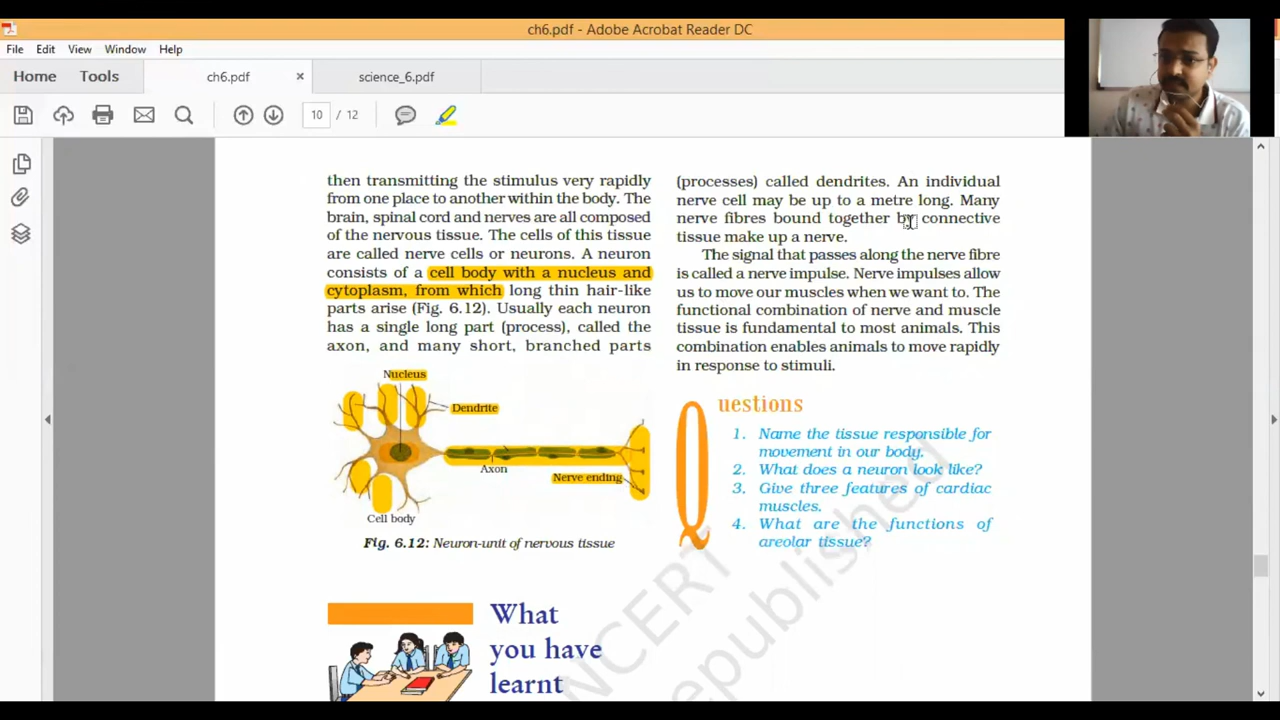 ch6.pdf - Adobe Acrobat Reader DC
File Edit View Window Help
Home Tools ch6.pdf × science_6.pdf
10 / 12
then transmitting the stimulus very rapidly
from one place to another within the body. The
brain, spinal cord and nerves are all composed
of the nervous tissue. The cells of this tissue
are called nerve cells or neurons. A neuron
consists of a cell body with a nucleus and
cytoplasm, from which long thin hair-like
parts arise (Fig. 6.12). Usually each neuron
has a single long part (process), called the
axon, and many short, branched parts
Nucleus
Dendrite
Axon
Nerve ending
Cell body
Fig. 6.12: Neuron-unit of nervous tissue
What
you have
learnt
(processes) called dendrites. An individual
nerve cell may be up to a metre long. Many
nerve fibres bound together by connective
tissue make up a nerve.
The signal that passes along the nerve fibre
is called a nerve impulse. Nerve impulses allow
us to move our muscles when we want to. The
functional combination of nerve and muscle
tissue is fundamental to most animals. This
combination enables animals to move rapidly
in response to stimuli.
Questions
1. Name the tissue responsible for
movement in our body.
2. What does a neuron look like?
3. Give three features of cardiac
muscles.
4. What are the functions of
areolar tissue?
NCERT
republished